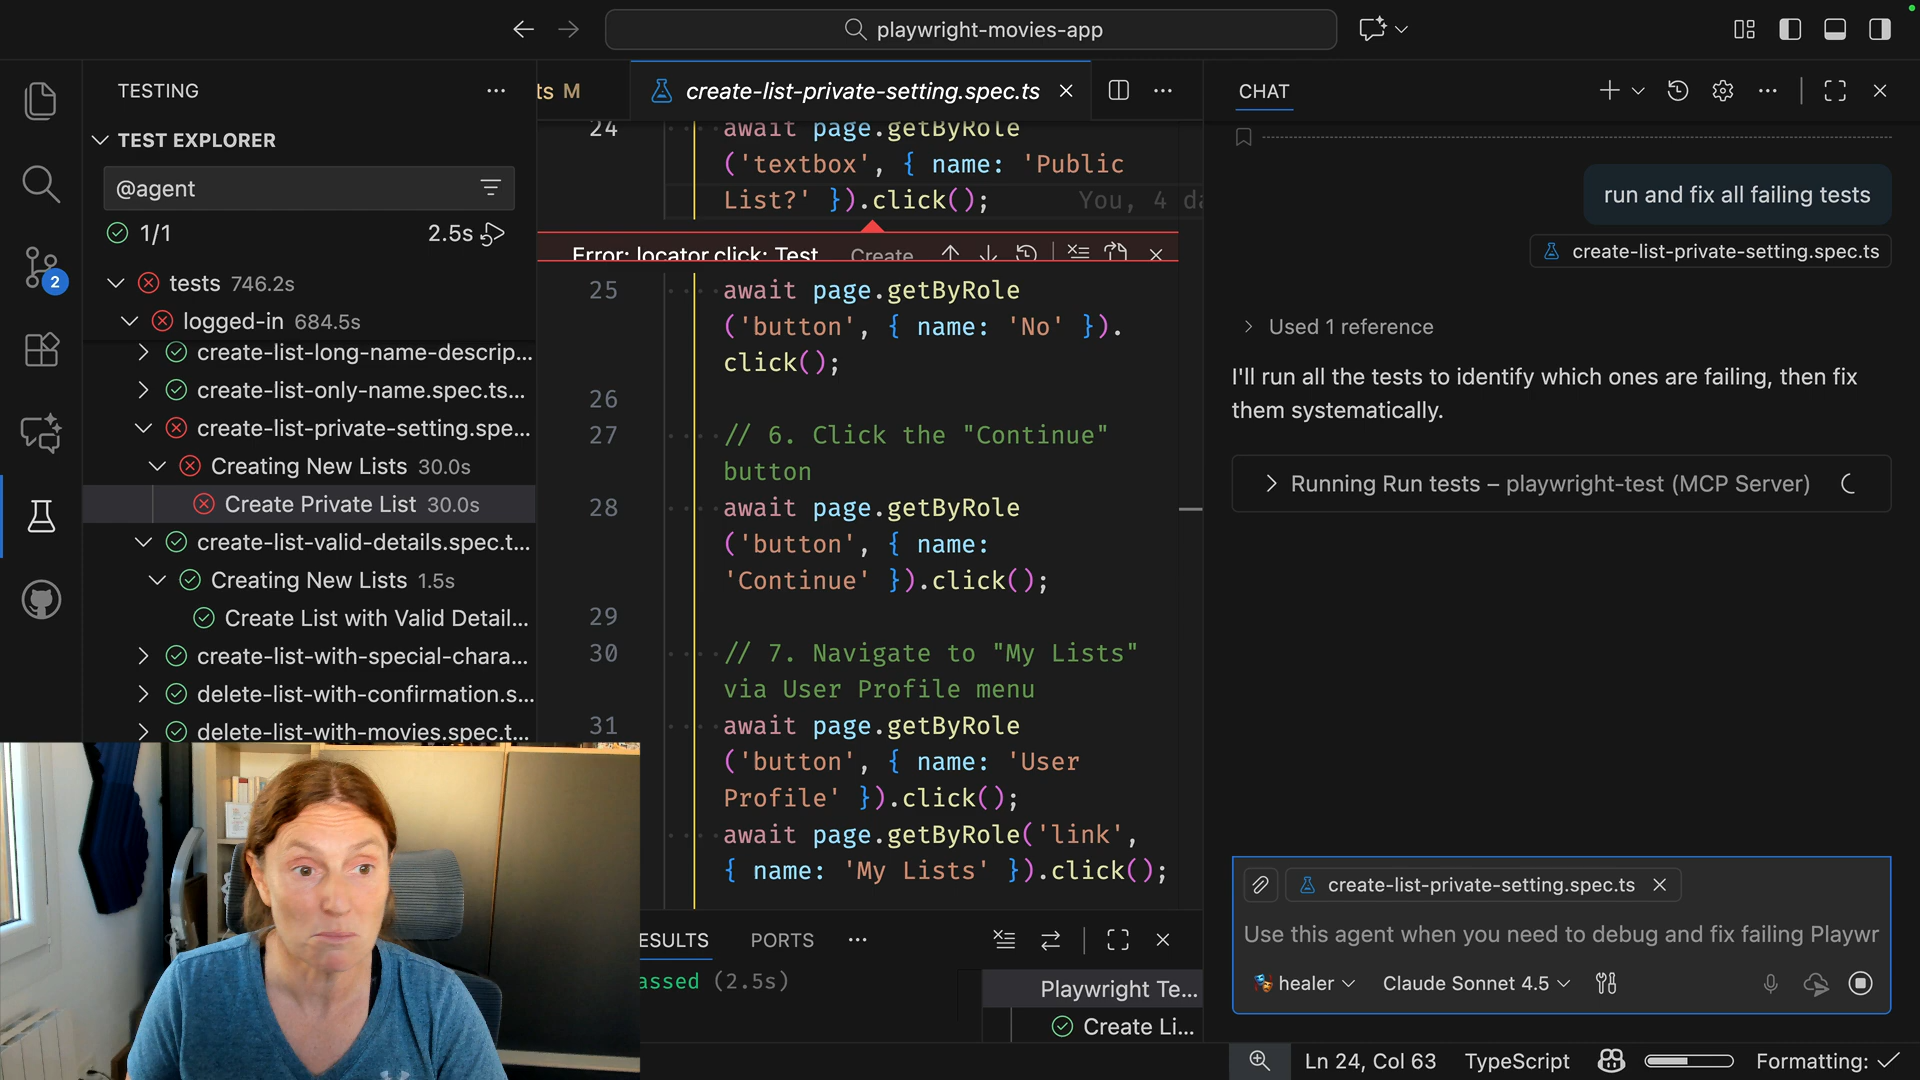 playwright-movies-app
TESTING
TEST EXPLORER
@agent
1/1
2.5s
tests 746.2s
logged-in 684.5s
create-list-long-name-descrip...
create-list-only-name.spec.ts...
create-list-private-setting.spe...
Creating New Lists 30.0s
Create Private List 30.0s
create-list-valid-details.spec.t...
Creating New Lists 1.5s
Create List with Valid Detail...
create-list-with-special-chara...
delete-list-with-confirmation.s...
delete-list-with-movies.spec.t...
2
ts M
create-list-private-setting.spec.ts
24 await page.getByRole
('textbox', { name: 'Public
List?' }).click(); You, 4 da
Error: locator.click: Test Create
25 await page.getByRole
('button', { name: 'No' }).
click();
26
27 // 6. Click the "Continue"
button
28 await page.getByRole
('button', { name:
'Continue' }).click();
29
30 // 7. Navigate to "My Lists"
via User Profile menu
31 await page.getByRole
('button', { name: 'User
Profile' }).click();
await page.getByRole('link',
{ name: 'My Lists' }).click();
ESULTS PORTS
assed (2.5s)
Playwright Te...
Create Li...
CHAT
run and fix all failing tests
create-list-private-setting.spec.ts
Used 1 reference
I'll run all the tests to identify which ones are failing, then fix
them systematically.
Running Run tests – playwright-test (MCP Server)
create-list-private-setting.spec.ts
Use this agent when you need to debug and fix failing Playwr
healer
Claude Sonnet 4.5
Ln 24, Col 63
TypeScript
Formatting: